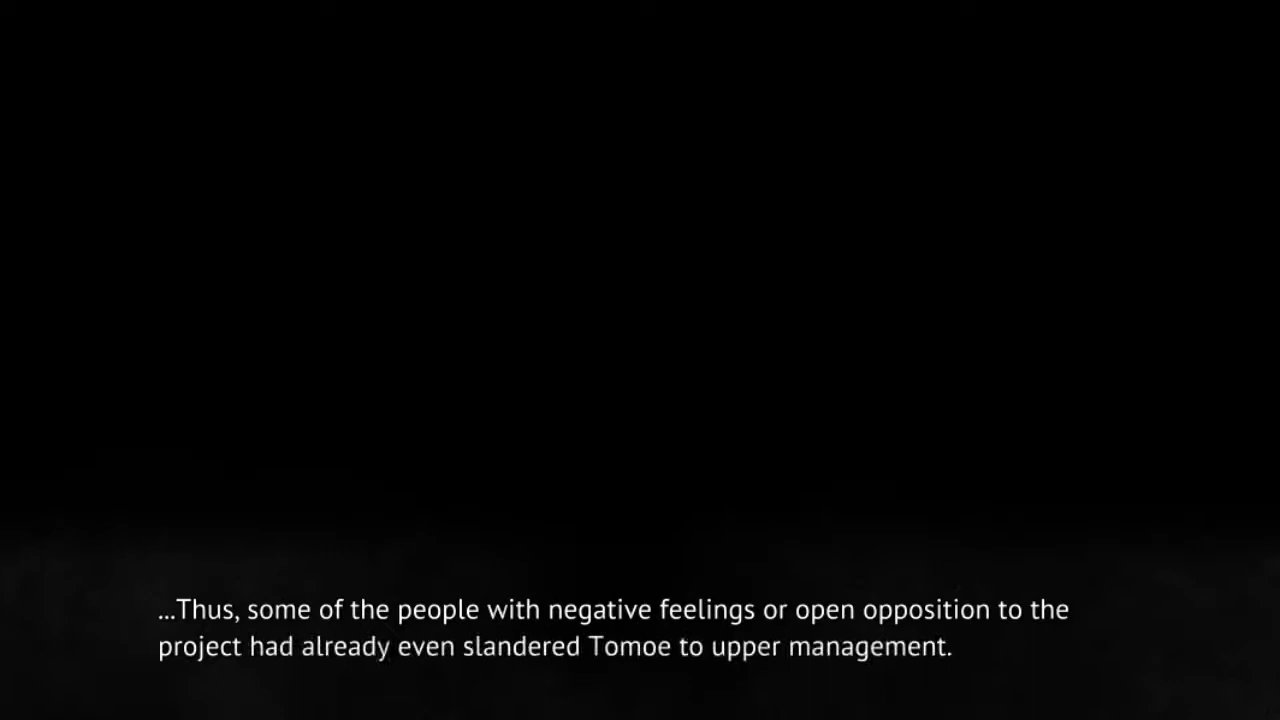 ...Thus, some of the people with negative feelings or open opposition to the
project had already even slandered Tomoe to upper management.